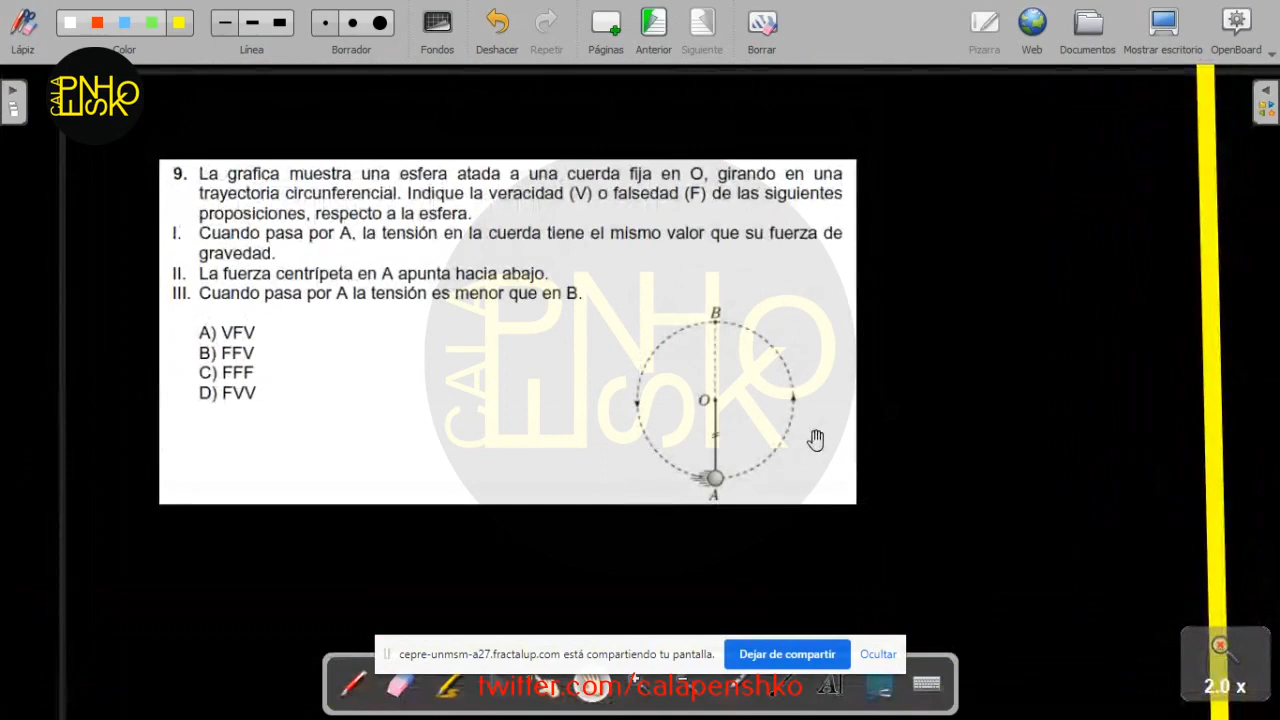 Lápiz
Color
Línea
Borrador
Fondos
Deshacer
Repetir
Páginas
Anterior
Siguiente
Borrar
Pizarra
Web
Documentos
Mostrar escritorio
OpenBoard
CALA
PENSHKO
9. La grafica muestra una esfera atada a una cuerda fija en O, girando en una
trayectoria circunferencial. Indique la veracidad (V) o falsedad (F) de las siguientes
proposiciones, respecto a la esfera.
I. Cuando pasa por A, la tensión en la cuerda tiene el mismo valor que su fuerza de
gravedad.
II. La fuerza centrípeta en A apunta hacia abajo.
III. Cuando pasa por A la tensión es menor que en B.
A) VFV
B) FFV
C) FFF
D) FVV
B
O
A
CALA
PENSHKO
cepre-unmsm-a27.fractalup.com está compartiendo tu pantalla.
Dejar de compartir
Ocultar
twitter.com/calapenshko
AI
2.0 x